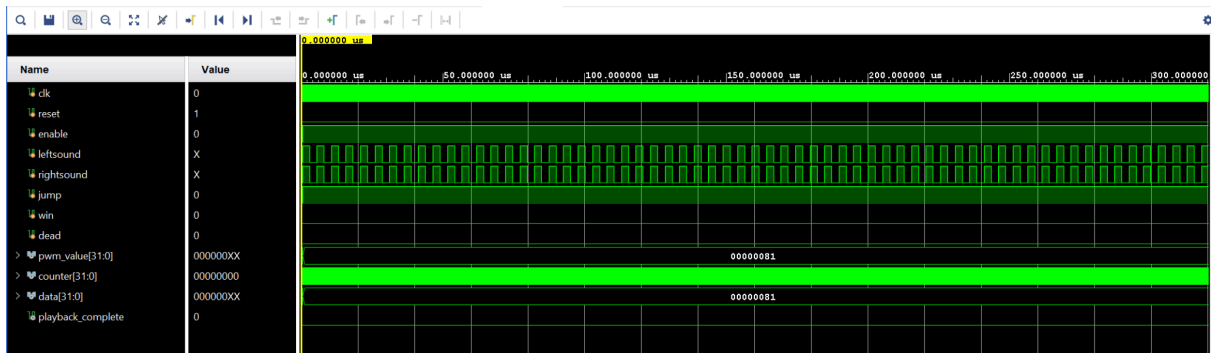 0.000000 us
Name Value
0.000000 us 50.000000 us 100.000000 us 150.000000 us 200.000000 us 250.000000 us 300.000000
clk 0
reset 1
enable 0
leftsound X
rightsound X
jump 0
win 0
dead 0
pwm_value[31:0] 000000XX 00000081
counter[31:0] 00000000
data[31:0] 000000XX 00000081
playback_complete 0